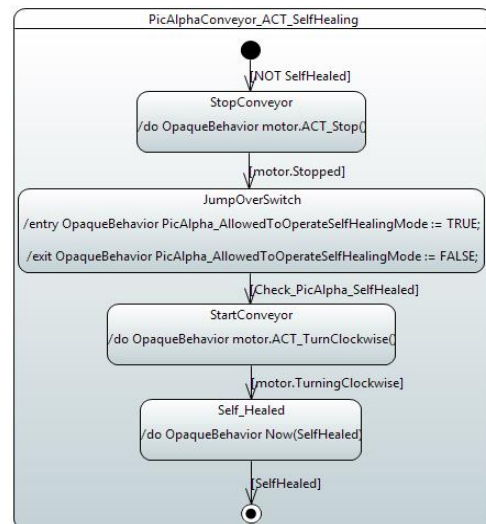 PicAlphaConveyor_ACT_SelfHealing
[NOT SelfHealed]
StopConveyor
/do OpaqueBehavior motor.ACT_Stop()
[motor.Stopped]
JumpOverSwitch
/entry OpaqueBehavior PicAlpha_AllowedToOperateSelfHealingMode := TRUE;
/exit OpaqueBehavior PicAlpha_AllowedToOperateSelfHealingMode := FALSE;
[Check_PicAlpha_SelfHealed]
StartConveyor
/do OpaqueBehavior motor.ACT_TurnClockwise()
[motor.TurningClockwise]
Self_Healed
/do OpaqueBehavior Now(SelfHealed)
[SelfHealed]